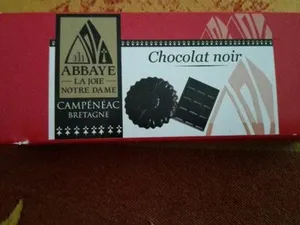 ABBAYE
LA JOIE
NOTRE DAME
CAMPÉNÉAC
BRETAGNE
Chocolat noir